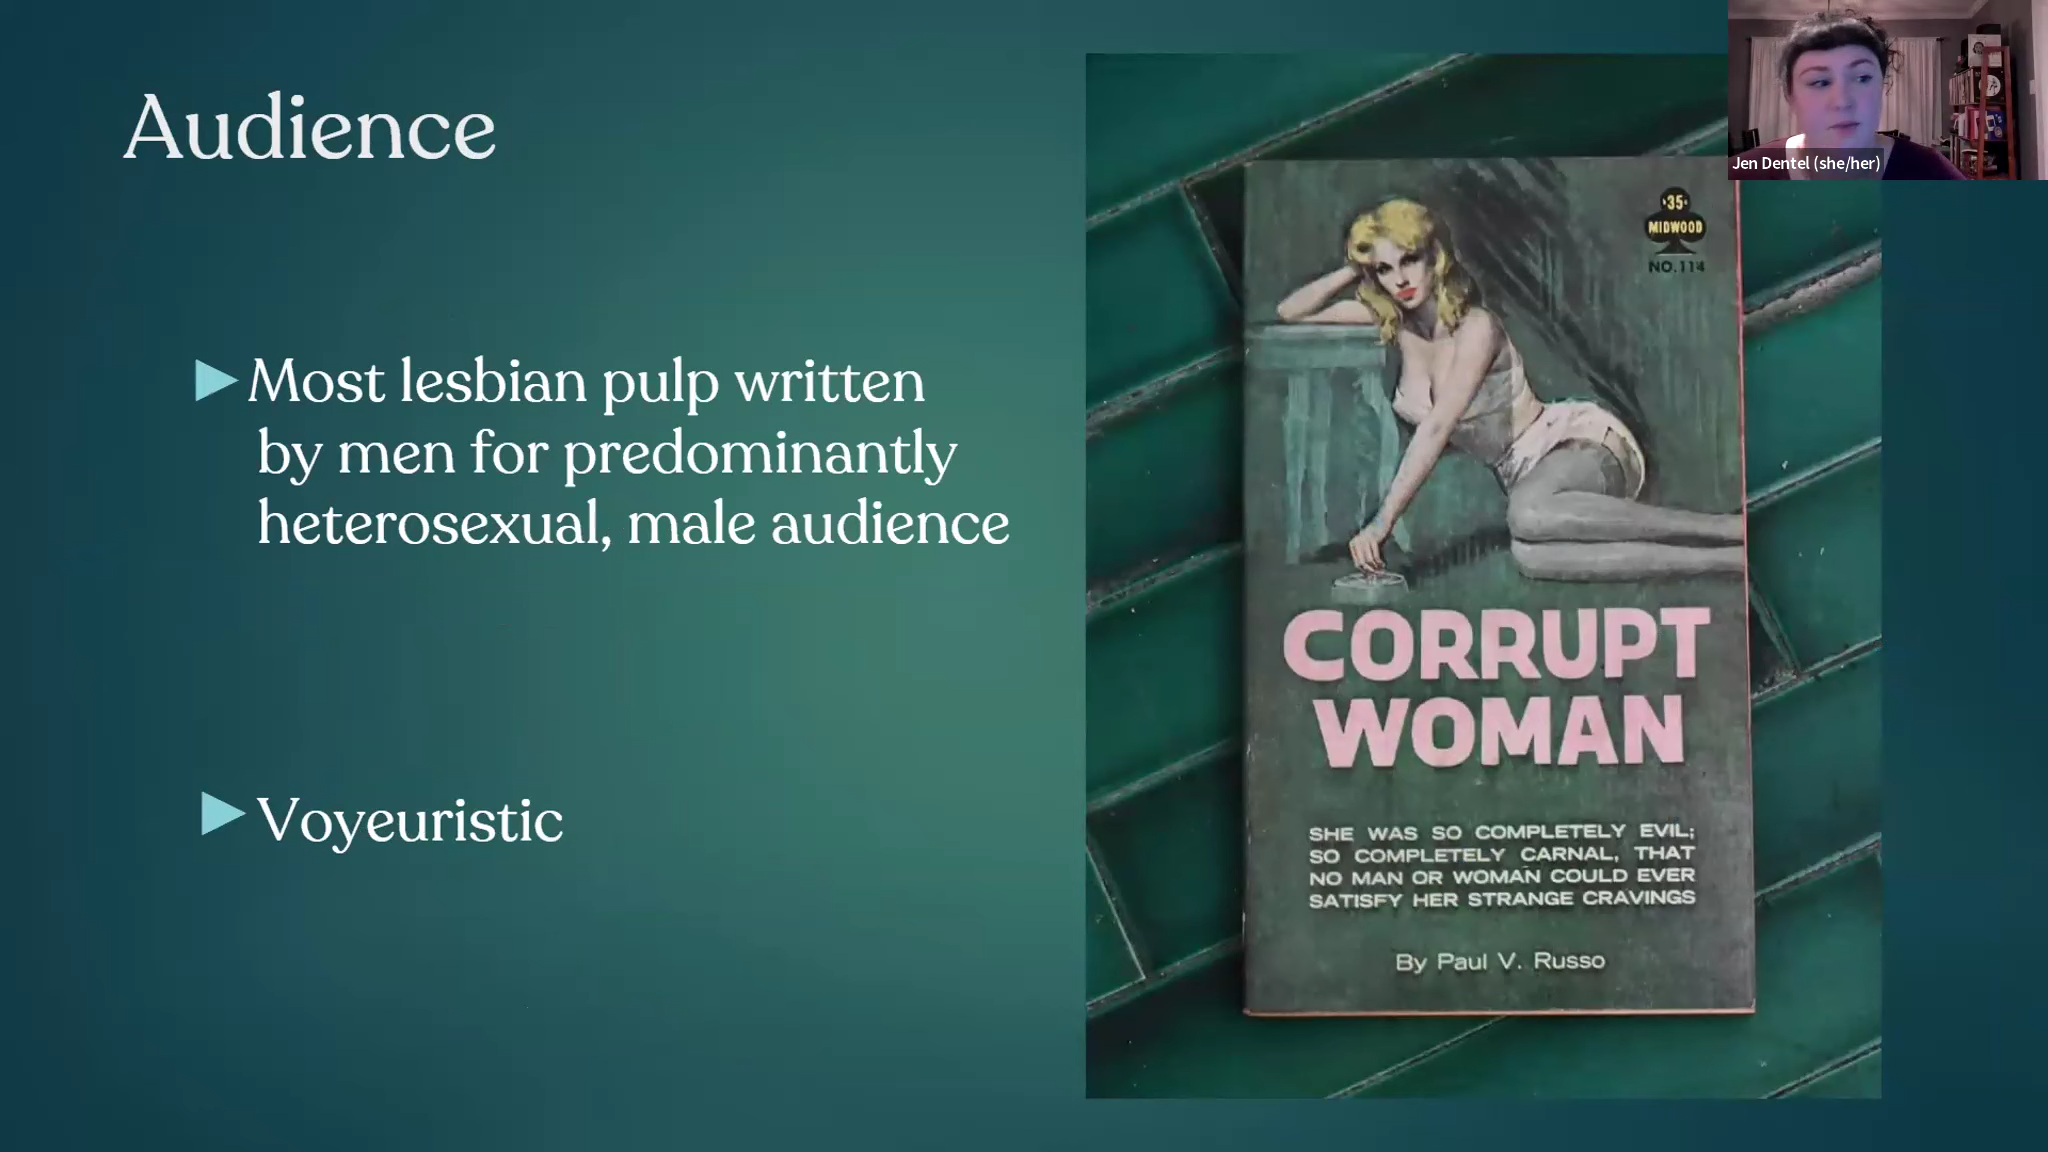 Audience
Most lesbian pulp written
by men for predominantly
heterosexual, male audience
Voyeuristic
35
MIDWOOD
NO.114
CORRUPT
WOMAN
SHE WAS SO COMPLETELY EVIL;
SO COMPLETELY CARNAL, THAT
NO MAN OR WOMAN COULD EVER
SATISFY HER STRANGE CRAVINGS
By Paul V. Russo
Jen Dentel (she/her)